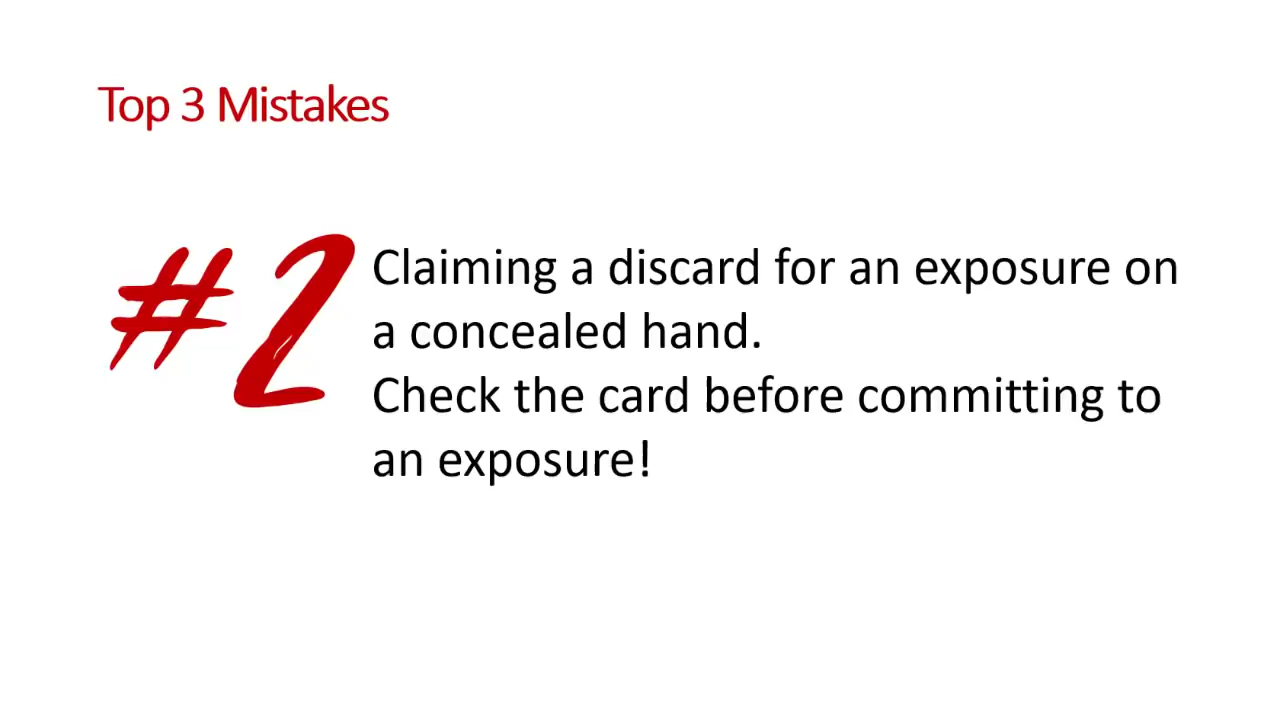 Top 3 Mistakes
#2
Claiming a discard for an exposure on
a concealed hand.
Check the card before committing to
an exposure!